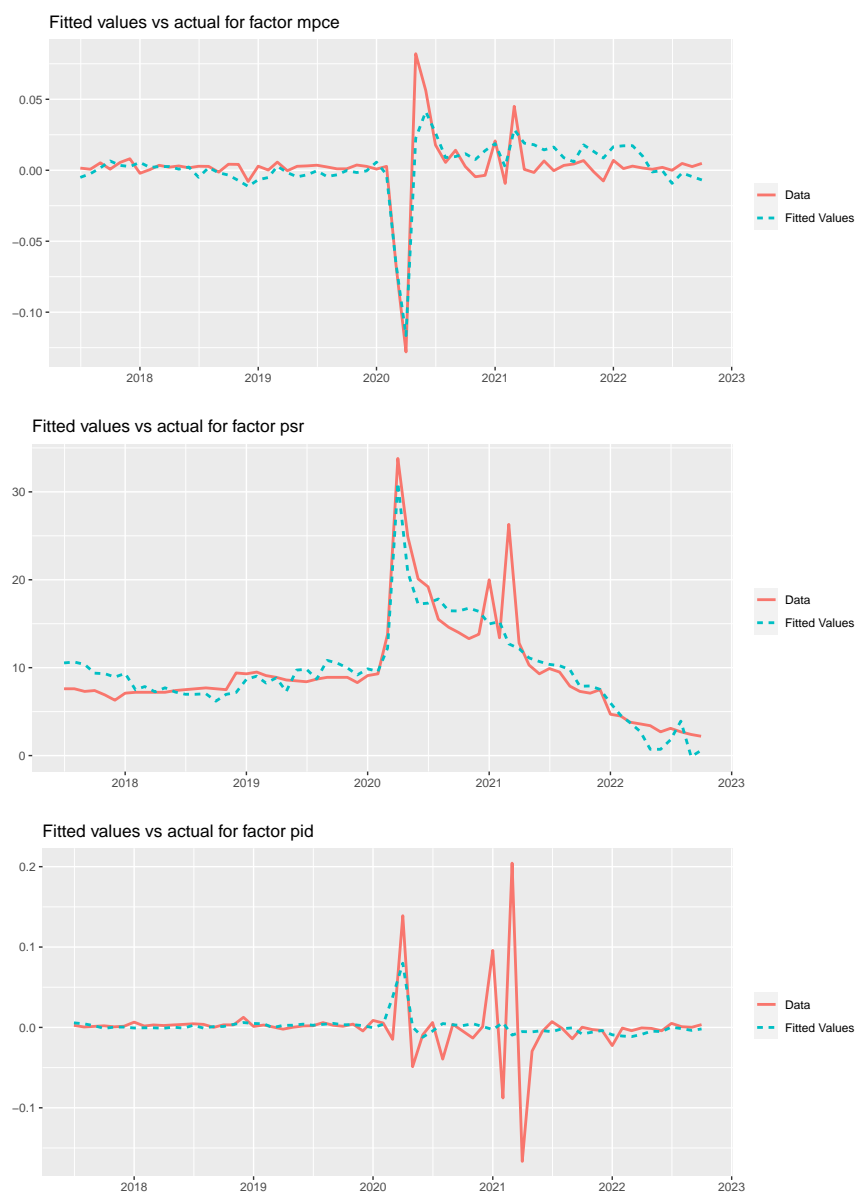 Fitted values vs actual for factor mpce
0.05
0.00
−0.05
−0.10
2018 2019 2020 2021 2022 2023
Data
Fitted Values
Fitted values vs actual for factor psr
30
20
10
0
2018 2019 2020 2021 2022 2023
Data
Fitted Values
Fitted values vs actual for factor pid
0.2
0.1
0.0
−0.1
2018 2019 2020 2021 2022 2023
Data
Fitted Values